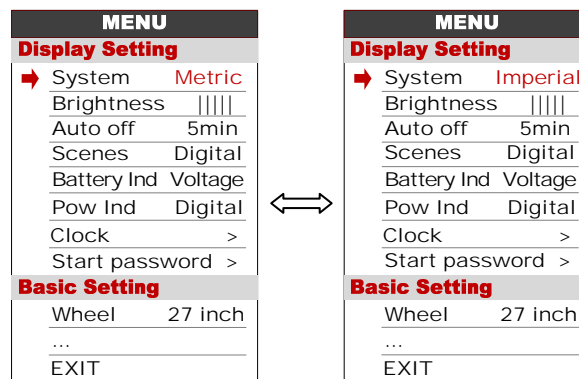 MENU
Display Setting
System Metric
Brightness |||||
Auto off 5min
Scenes Digital
Battery Ind Voltage
Pow Ind Digital
Clock >
Start password >
Basic Setting
Wheel 27 inch
...
EXIT
MENU
Display Setting
System Imperial
Brightness |||||
Auto off 5min
Scenes Digital
Battery Ind Voltage
Pow Ind Digital
Clock >
Start password >
Basic Setting
Wheel 27 inch
...
EXIT